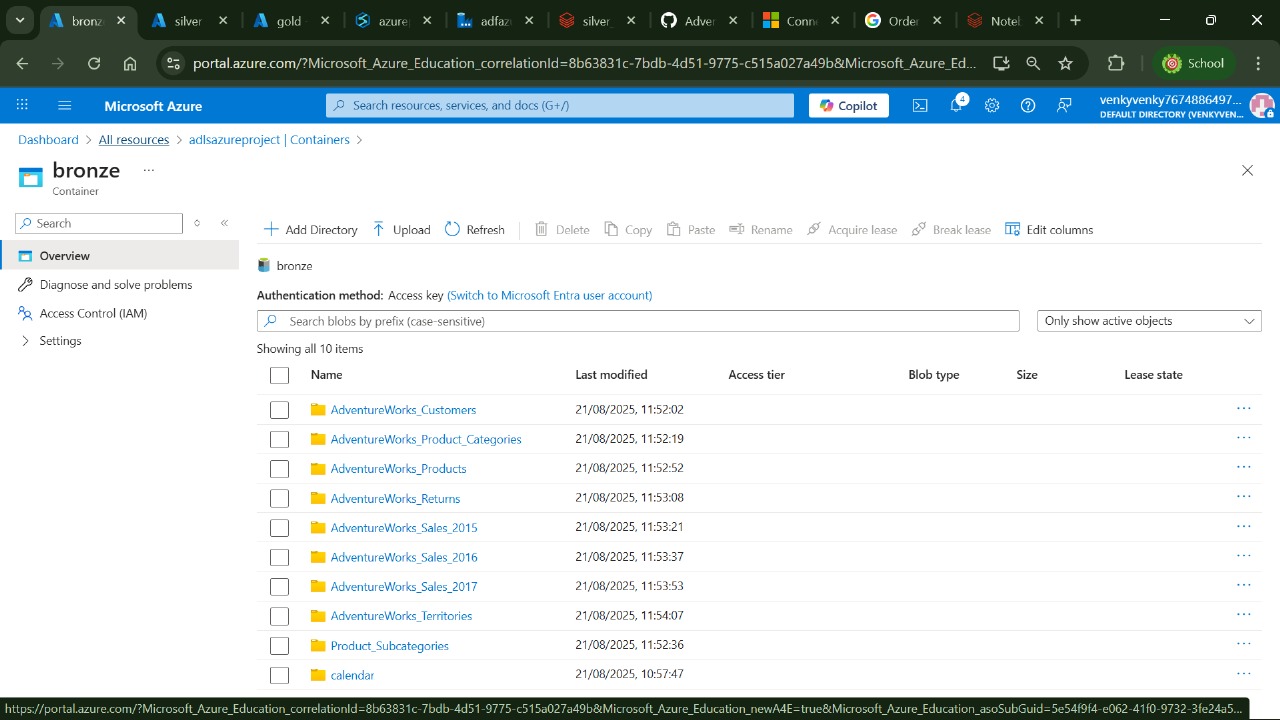 bronz
silver
gold -
azurep
adfaz
silver_
Adver
Conne
Order
Notel
portal.azure.com/?Microsoft_Azure_Education_correlationId=8b63831c-7bdb-4d51-9775-c515a027a49b&Microsoft_Azure_Ed...
School
Microsoft Azure
Search resources, services, and docs (G+/)
Copilot
4
venkyvenky7674886497...
DEFAULT DIRECTORY (VENKYVEN...
Dashboard > All resources > adlsazureproject | Containers >
bronze ...
Container
Search
Overview
Diagnose and solve problems
Access Control (IAM)
Settings
Add Directory Upload Refresh Delete Copy Paste Rename Acquire lease Break lease Edit columns
bronze
Authentication method: Access key (Switch to Microsoft Entra user account)
Search blobs by prefix (case-sensitive)
Only show active objects
Showing all 10 items
Name Last modified Access tier Blob type Size Lease state
AdventureWorks_Customers 21/08/2025, 11:52:02 ...
AdventureWorks_Product_Categories 21/08/2025, 11:52:19 ...
AdventureWorks_Products 21/08/2025, 11:52:52 ...
AdventureWorks_Returns 21/08/2025, 11:53:08 ...
AdventureWorks_Sales_2015 21/08/2025, 11:53:21 ...
AdventureWorks_Sales_2016 21/08/2025, 11:53:37 ...
AdventureWorks_Sales_2017 21/08/2025, 11:53:53 ...
AdventureWorks_Territories 21/08/2025, 11:54:07 ...
Product_Subcategories 21/08/2025, 11:52:36 ...
calendar 21/08/2025, 10:57:47 ...
https://portal.azure.com/?Microsoft_Azure_Education_correlationId=8b63831c-7bdb-4d51-9775-c515a027a49b&Microsoft_Azure_Education_newA4E=true&Microsoft_Azure_Education_asoSubGuid=5e54f9f4-e062-41f0-9732-3fe24a5...